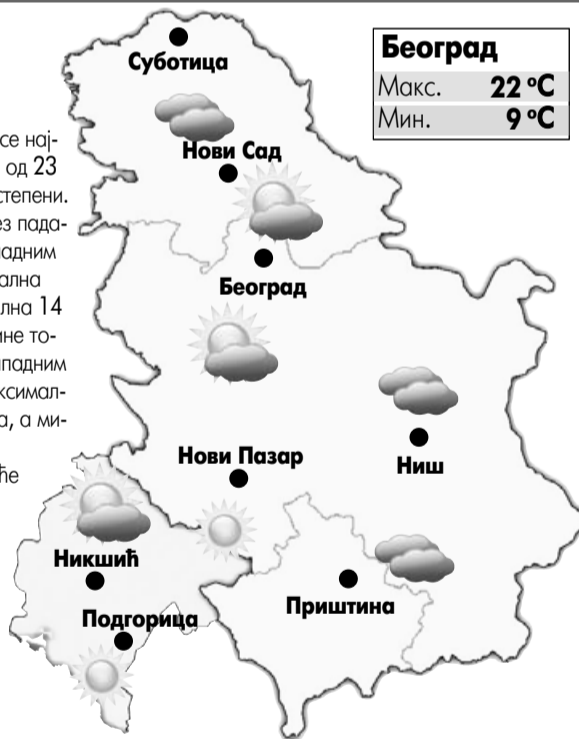 се нај-
од 23
степени.
ез пада-
адним
ална
лна 14
ине то-
ападним
ксимал-
а, а ми-
ће
Суботица
Нови Сад
Београд
Нови Пазар
Ниш
Никшић
Приштина
Подгорица
Београд
Макс. 22 °C
Мин. 9 °C